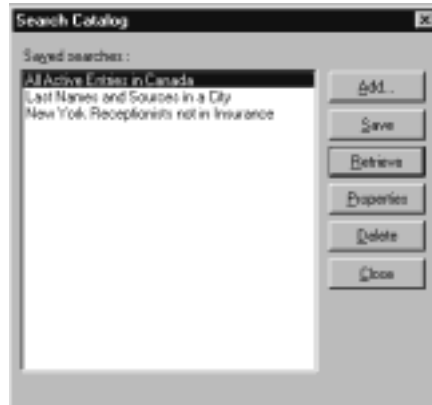 Search Catalog
Saved searches :
All Active Entries in Canada
Last Names and Sources in a City
New York Receptionists not in Insurance
Add...
Save
Retrieve
Properties
Delete
Close